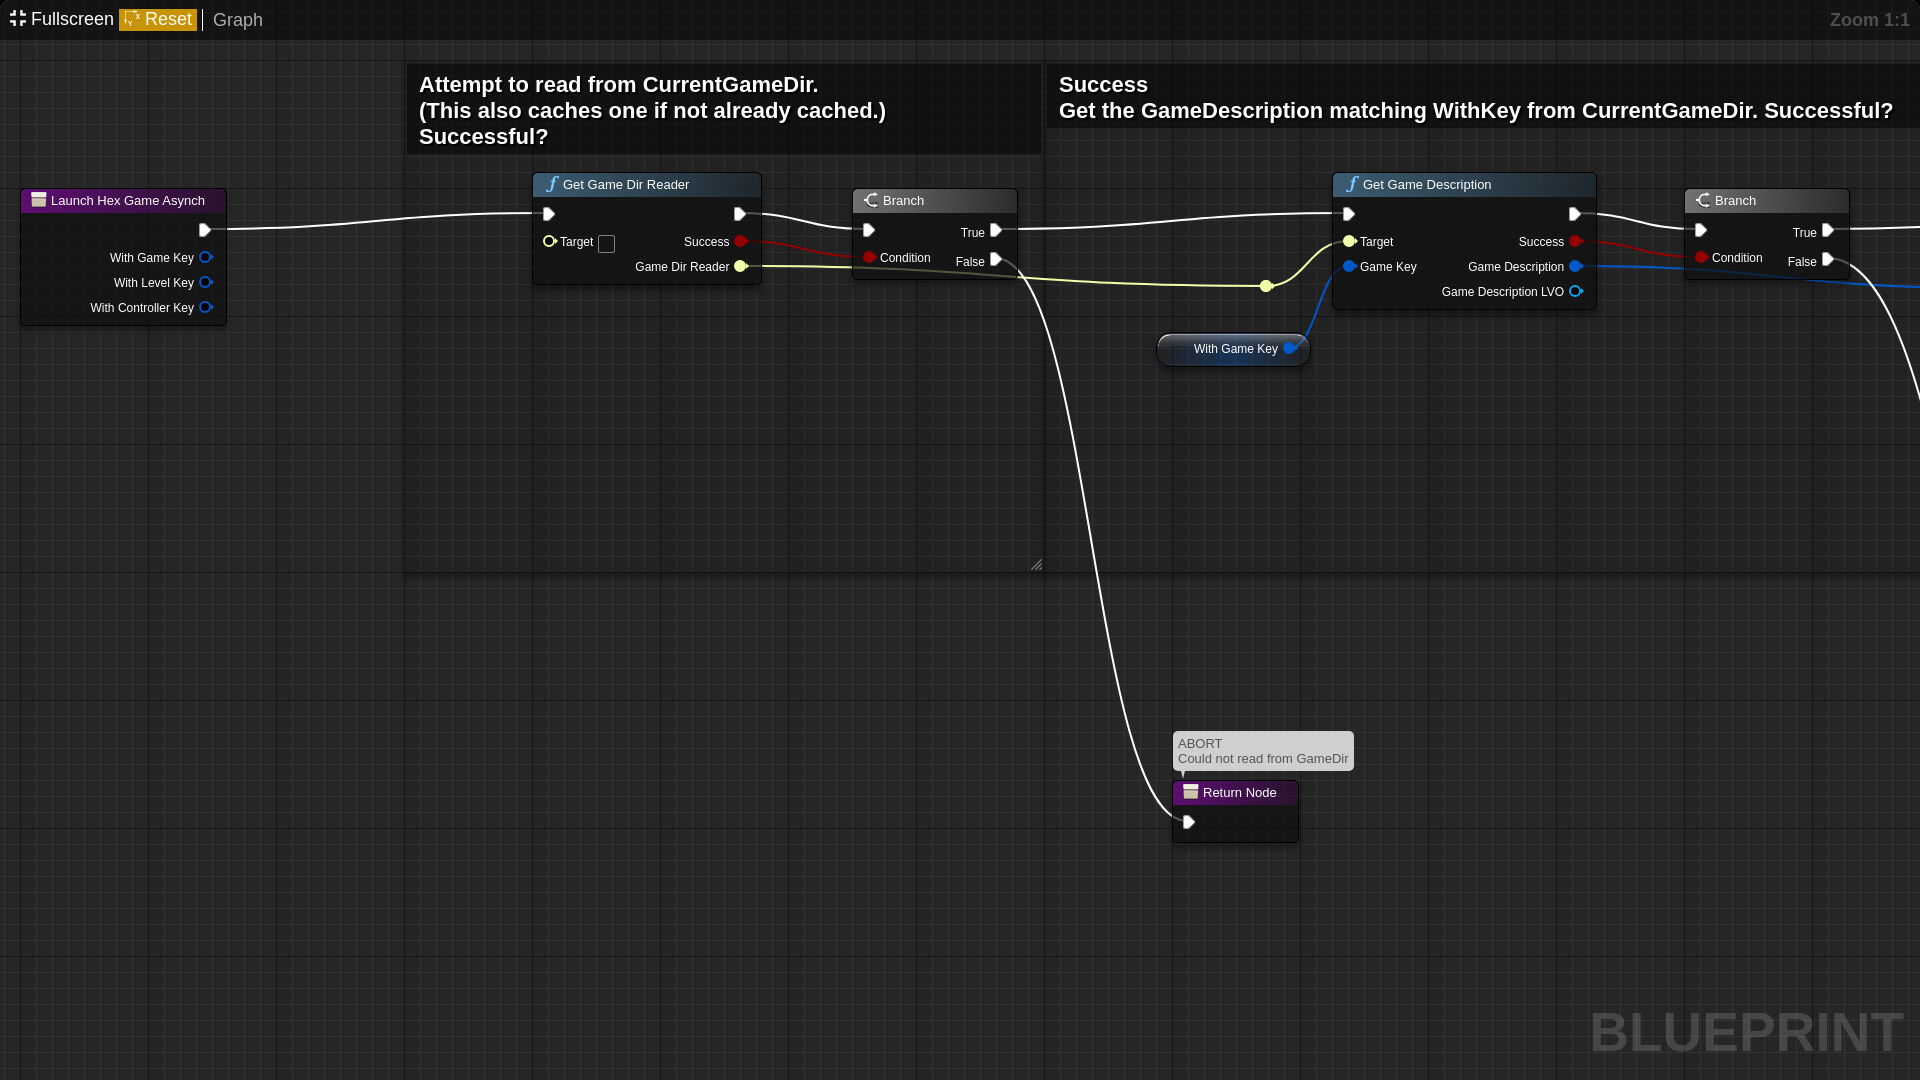 Fullscreen Reset Graph Zoom 1:1
Attempt to read from CurrentGameDir.
(This also caches one if not already cached.)
Successful?
Success
Get the GameDescription matching WithKey from CurrentGameDir. Successful?
Launch Hex Game Asynch
With Game Key
With Level Key
With Controller Key
Get Game Dir Reader
Target
Success
Game Dir Reader
Branch
True
Condition
False
Get Game Description
Target
Success
Game Key
Game Description
Game Description LVO
Branch
True
Condition
False
With Game Key
ABORT
Could not read from GameDir
Return Node
BLUEPRINT